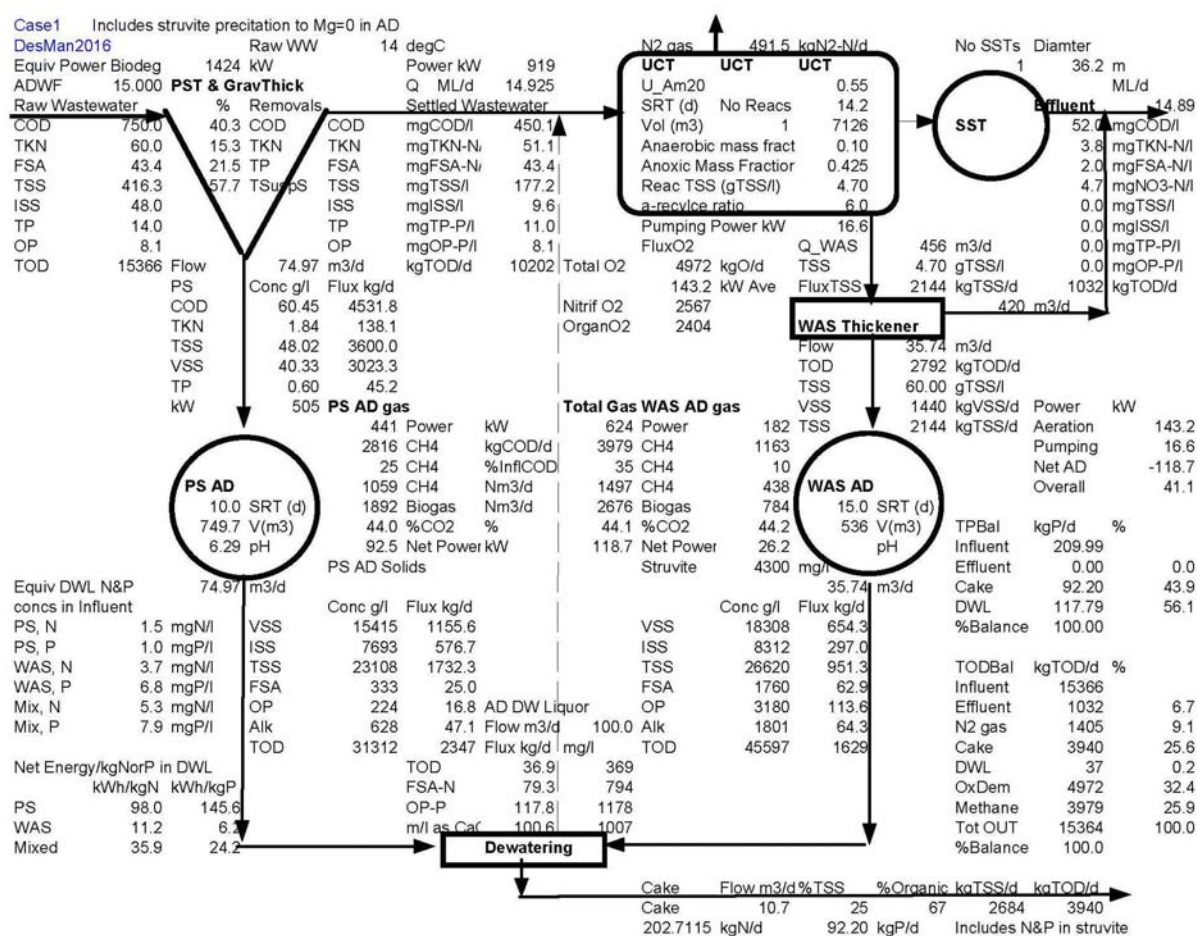 Case1 Includes struvite precitation to Mg=0 in AD
DesMan2016 Raw WW 14 degC N2 gas 491.5 kgN2-N/d No SSTs Diamter
Equiv Power Biodeg 1424 kW Power kW 919 UCT UCT UCT 1 36.2 m
ADWF 15.000 PST & GravThick Q ML/d 14.925 U_Am20 0.55 ML/d
Raw Wastewater % Removals Settled Wastewater SRT (d) No Reacs 14.2 Effluent 14.89
COD 750.0 40.3 COD COD mgCOD/l 450.1 Vol (m3) 1 7126 SST 52.0 mgCOD/l
TKN 60.0 15.3 TKN TKN mgTKN-N/ 51.1 Anaerobic mass fract 0.10 3.8 mgTKN-N/l
FSA 43.4 21.5 TP FSA mgFSA-N/ 43.4 Anoxic Mass Fractior 0.425 2.0 mgFSA-N/l
TSS 416.3 57.7 TSuspS TSS mgTSS/l 177.2 Reac TSS (gTSS/l) 4.70 4.7 mgNO3-N/l
ISS 48.0 ISS mgISS/l 9.6 a-recylce ratio 6.0 0.0 mgTSS/l
TP 14.0 TP mgTP-P/l 11.0 Pumping Power kW 16.6 0.0 mgISS/l
OP 8.1 OP mgOP-P/l 8.1 FluxO2 Q_WAS 456 m3/d 0.0 mgTP-P/l
TOD 15366 Flow 74.97 m3/d kgTOD/d 10202 Total O2 4972 kgO/d TSS 4.70 gTSS/l 0.0 mgOP-P/l
PS Conc g/l Flux kg/d 143.2 kW Ave FluxTSS 2144 kgTSS/d 1032 kgTOD/d
COD 60.45 4531.8 Nitrif O2 2567 420 m3/d
TKN 1.84 138.1 OrganO2 2404 WAS Thickener
TSS 48.02 3600.0 Flow 35.74 m3/d
VSS 40.33 3023.3 TOD 2792 kgTOD/d
TP 0.60 45.2 TSS 60.00 gTSS/l
kW 505 PS AD gas Total Gas WAS AD gas VSS 1440 kgVSS/d Power kW
441 Power kW 624 Power 182 TSS 2144 kgTSS/d Aeration 143.2
2816 CH4 kgCOD/d 3979 CH4 1163 Pumping 16.6
25 CH4 %InflCOD 35 CH4 10 Net AD -118.7
PS AD 1059 CH4 Nm3/d 1497 CH4 438 WAS AD Overall 41.1
10.0 SRT (d) 1892 Biogas Nm3/d 2676 Biogas 784 15.0 SRT (d)
749.7 V(m3) 44.0 %CO2 % 44.1 %CO2 44.2 536 V(m3) TPBal kgP/d %
6.29 pH 92.5 Net Power kW 118.7 Net Power 26.2 pH Influent 209.99
PS AD Solids Struvite 4300 mg/l Effluent 0.00 0.0
Equiv DWL N&P 74.97 m3/d 35.74 m3/d Cake 92.20 43.9
concs in Influent Conc g/l Flux kg/d Conc g/l Flux kg/d DWL 117.79 56.1
PS, N 1.5 mgN/l VSS 15415 1155.6 VSS 18308 654.3 %Balance 100.00
PS, P 1.0 mgP/l ISS 7693 576.7 ISS 8312 297.0
WAS, N 3.7 mgN/l TSS 23108 1732.3 TSS 26620 951.3 TODBal kgTOD/d %
WAS, P 6.8 mgP/l FSA 333 25.0 FSA 1760 62.9 Influent 15366
Mix, N 5.3 mgN/l OP 224 16.8 AD DW Liquor OP 3180 113.6 Effluent 1032 6.7
Mix, P 7.9 mgP/l Alk 628 47.1 Flow m3/d 100.0 Alk 1801 64.3 N2 gas 1405 9.1
TOD 31312 2347 Flux kg/d mg/l TOD 45597 1629 Cake 3940 25.6
Net Energy/kgNorP in DWL TOD 36.9 369 DWL 37 0.2
kWh/kgN kWh/kgP FSA-N 79.3 794 OxDem 4972 32.4
PS 98.0 145.6 OP-P 117.8 1178 Methane 3979 25.9
WAS 11.2 6.2 m/l as CaC 100.6 1007 Tot OUT 15364 100.0
Mixed 35.9 24.2 Dewatering %Balance 100.0
Cake Flow m3/d %TSS %Organic kgTSS/d kgTOD/d
Cake 10.7 25 67 2684 3940
202.7115 kgN/d 92.20 kgP/d Includes N&P in struvite